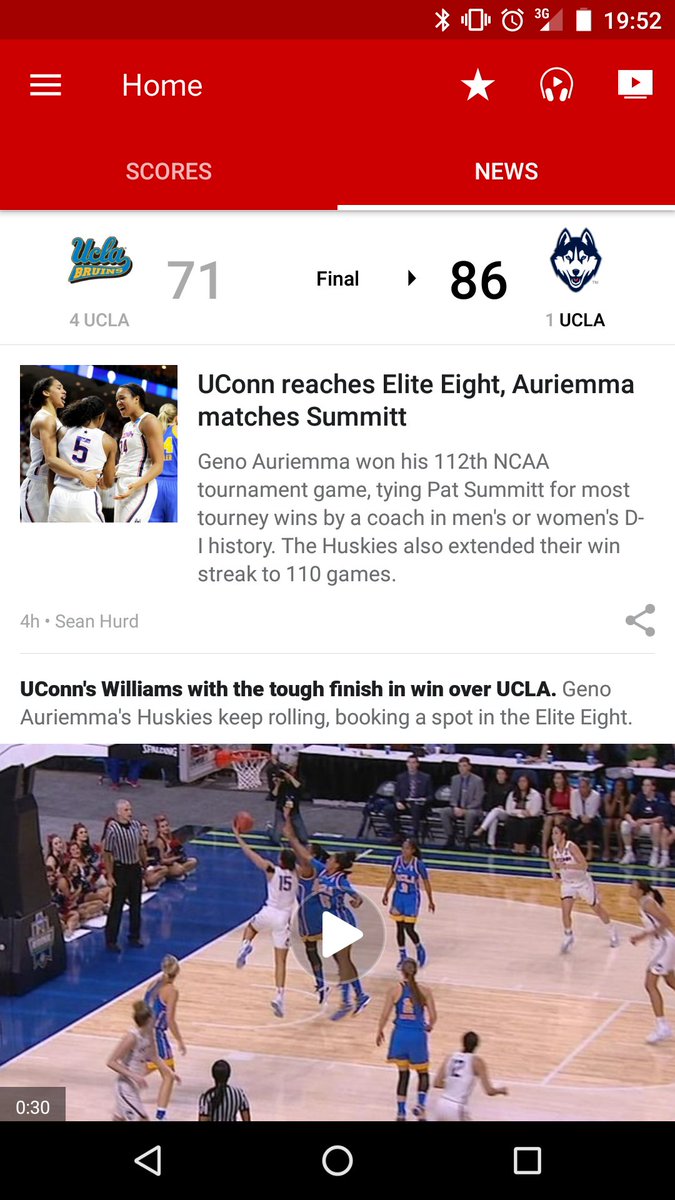 3G 19:52
Home
SCORES NEWS
Ucla
BRUINS
71 Final 86
4 UCLA 1 UCLA
5
UConn reaches Elite Eight, Auriemma
matches Summitt
Geno Auriemma won his 112th NCAA
tournament game, tying Pat Summitt for most
tourney wins by a coach in men's or women's D-
I history. The Huskies also extended their win
streak to 110 games.
4h • Sean Hurd
UConn's Williams with the tough finish in win over UCLA. Geno
Auriemma's Huskies keep rolling, booking a spot in the Elite Eight.
SPALDING
15
12
0:30